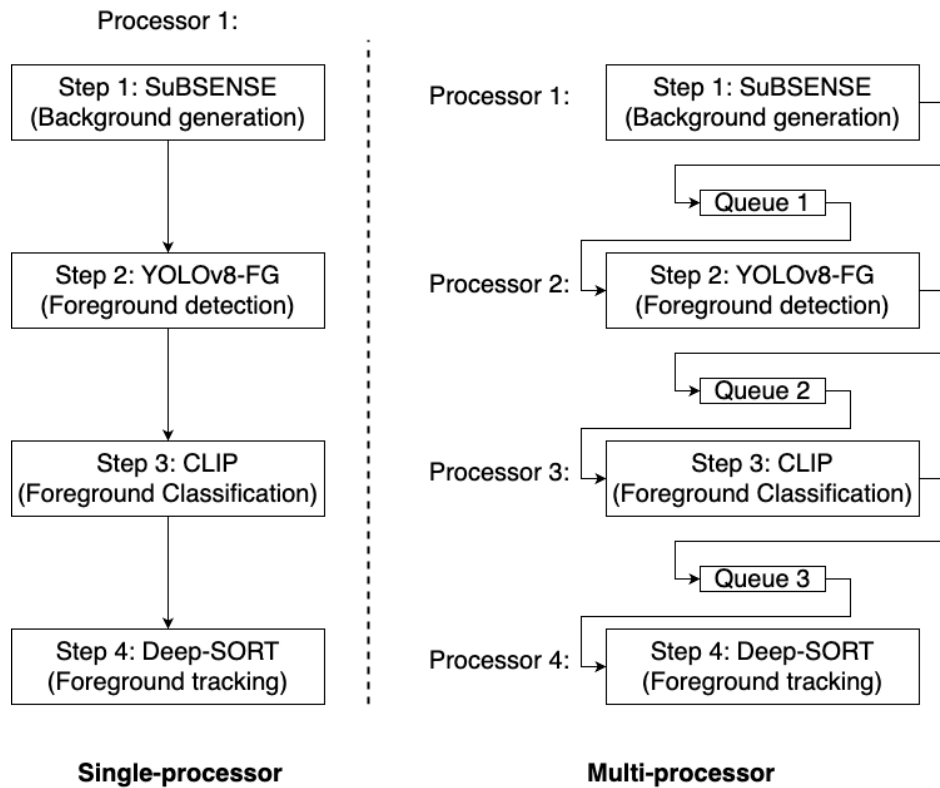 Processor 1:
Step 1: SuBSENSE
(Background generation)
Step 2: YOLOv8-FG
(Foreground detection)
Step 3: CLIP
(Foreground Classification)
Step 4: Deep-SORT
(Foreground tracking)
Single-processor
Processor 1:
Step 1: SuBSENSE
(Background generation)
Queue 1
Processor 2:
Step 2: YOLOv8-FG
(Foreground detection)
Queue 2
Processor 3:
Step 3: CLIP
(Foreground Classification)
Queue 3
Processor 4:
Step 4: Deep-SORT
(Foreground tracking)
Multi-processor